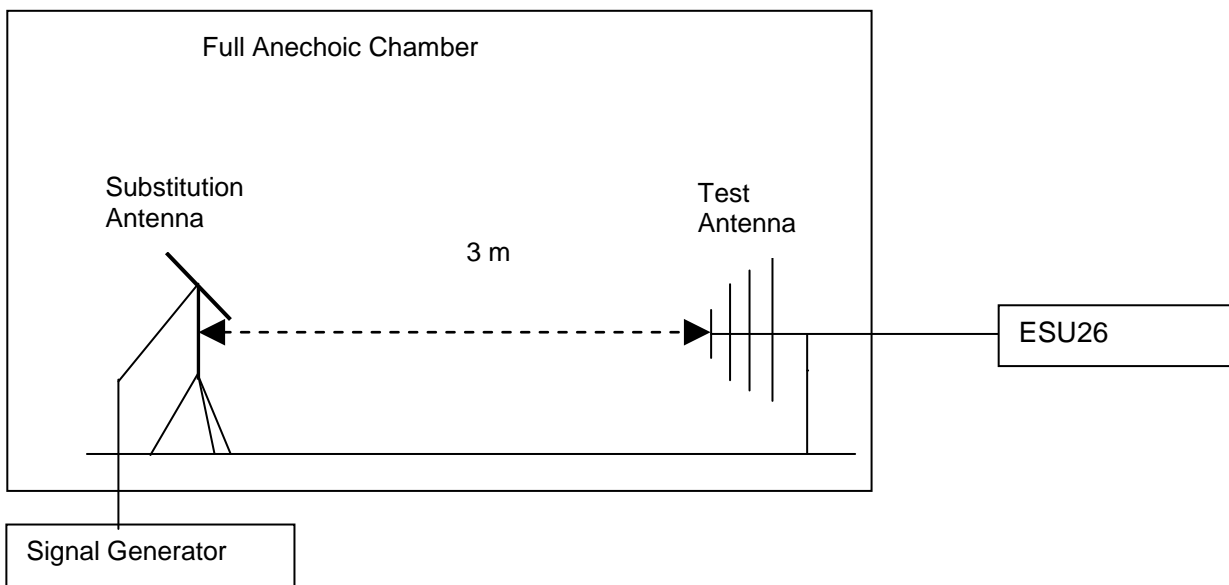 Full Anechoic Chamber
Substitution
Antenna
Test
Antenna
3 m
ESU26
Signal Generator